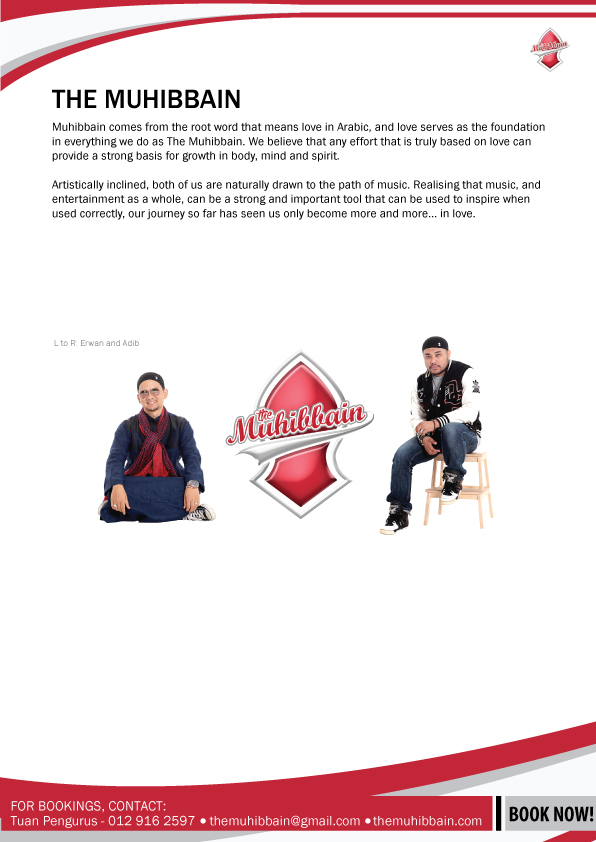 The Muhibbain
THE MUHIBBAIN
Muhibbain comes from the root word that means love in Arabic, and love serves as the foundation
in everything we do as The Muhibbain. We believe that any effort that is truly based on love can
provide a strong basis for growth in body, mind and spirit.
Artistically inclined, both of us are naturally drawn to the path of music. Realising that music, and
entertainment as a whole, can be a strong and important tool that can be used to inspire when
used correctly, our journey so far has seen us only become more and more... in love.
L to R: Erwan and Adib
the
Muhibbain
FOR BOOKINGS, CONTACT:
Tuan Pengurus - 012 916 2597 ● themuhibbain@gmail.com ● themuhibbain.com
BOOK NOW!